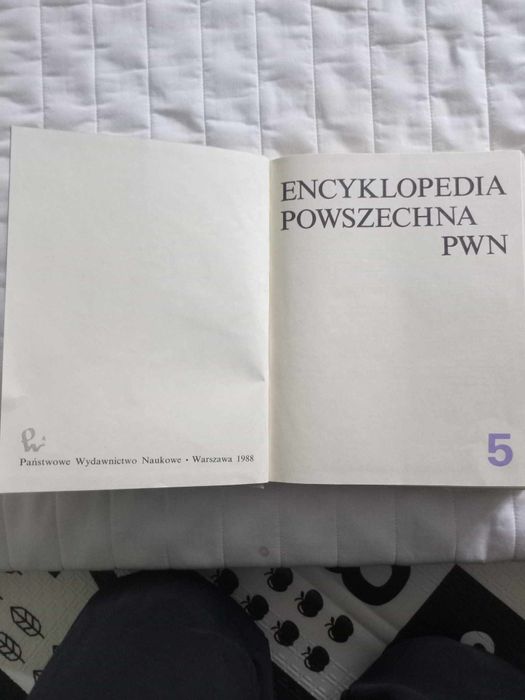 Państwowe Wydawnictwo Naukowe • Warszawa 1988
ENCYKLOPEDIA
POWSZECHNA
PWN
5